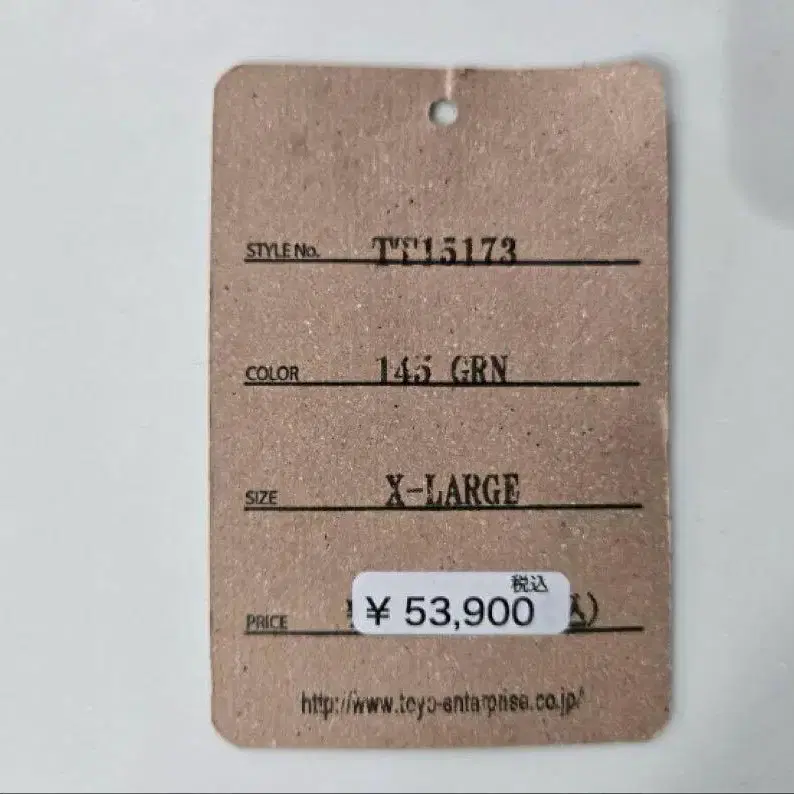 STYLE No. TT15173
COLOR 145 GRN
SIZE X-LARGE
税込
PRICE ¥ 53,900 込)
http://www.toyo-enterprise.co.jp/